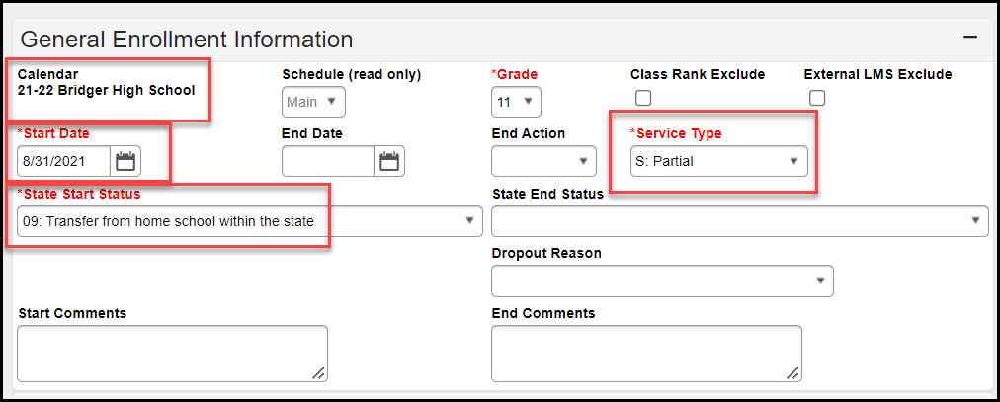 General Enrollment Information
Calendar
21-22 Bridger High School
Schedule (read only)
Main
*Grade
11
Class Rank Exclude
External LMS Exclude
*Start Date
8/31/2021
End Date
End Action
*Service Type
S: Partial
*State Start Status
09: Transfer from home school within the state
State End Status
Dropout Reason
Start Comments
End Comments